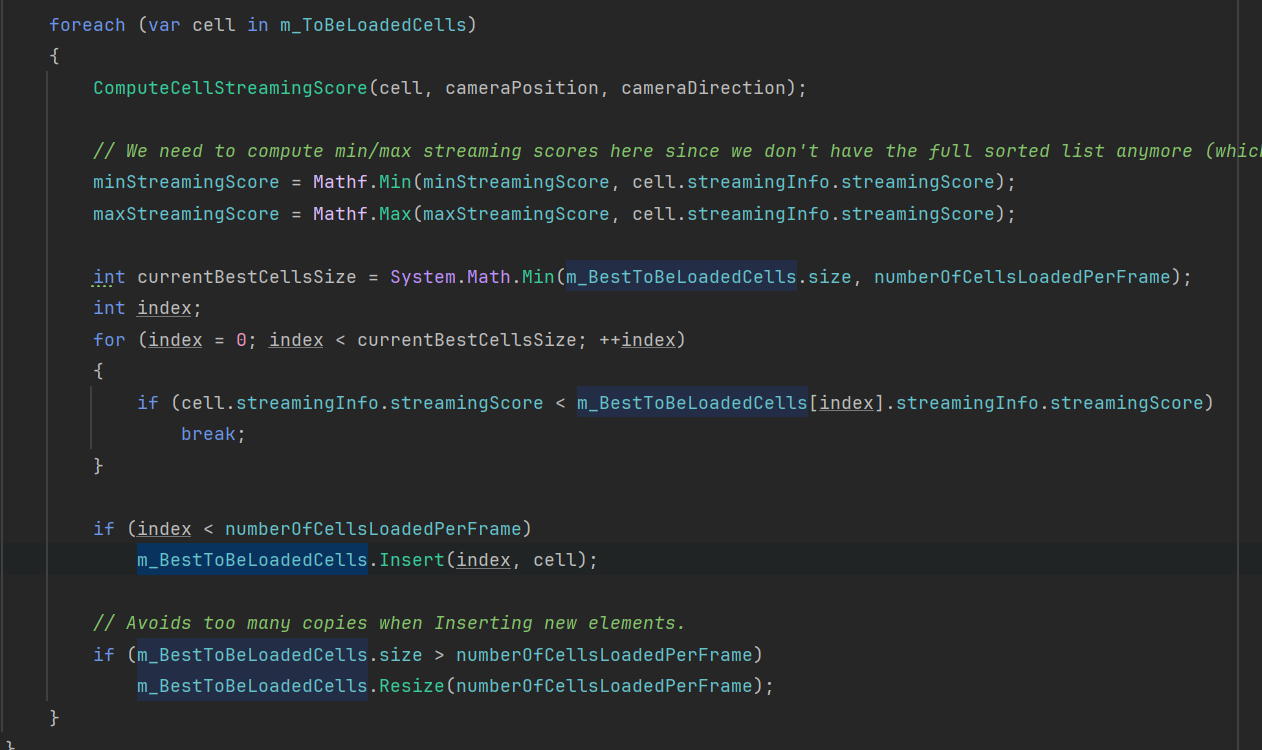 foreach (var cell in m_ToBeLoadedCells)
{
ComputeCellStreamingScore(cell, cameraPosition, cameraDirection);
// We need to compute min/max streaming scores here since we don't have the full sorted list anymore (which
minStreamingScore = Mathf.Min(minStreamingScore, cell.streamingInfo.streamingScore);
maxStreamingScore = Mathf.Max(maxStreamingScore, cell.streamingInfo.streamingScore);
int currentBestCellsSize = System.Math.Min(m_BestToBeLoadedCells.size, numberOfCellsLoadedPerFrame);
int index;
for (index = 0; index < currentBestCellsSize; ++index)
{
if (cell.streamingInfo.streamingScore < m_BestToBeLoadedCells[index].streamingInfo.streamingScore)
break;
}
if (index < numberOfCellsLoadedPerFrame)
m_BestToBeLoadedCells.Insert(index, cell);
// Avoids too many copies when Inserting new elements.
if (m_BestToBeLoadedCells.size > numberOfCellsLoadedPerFrame)
m_BestToBeLoadedCells.Resize(numberOfCellsLoadedPerFrame);
}
}